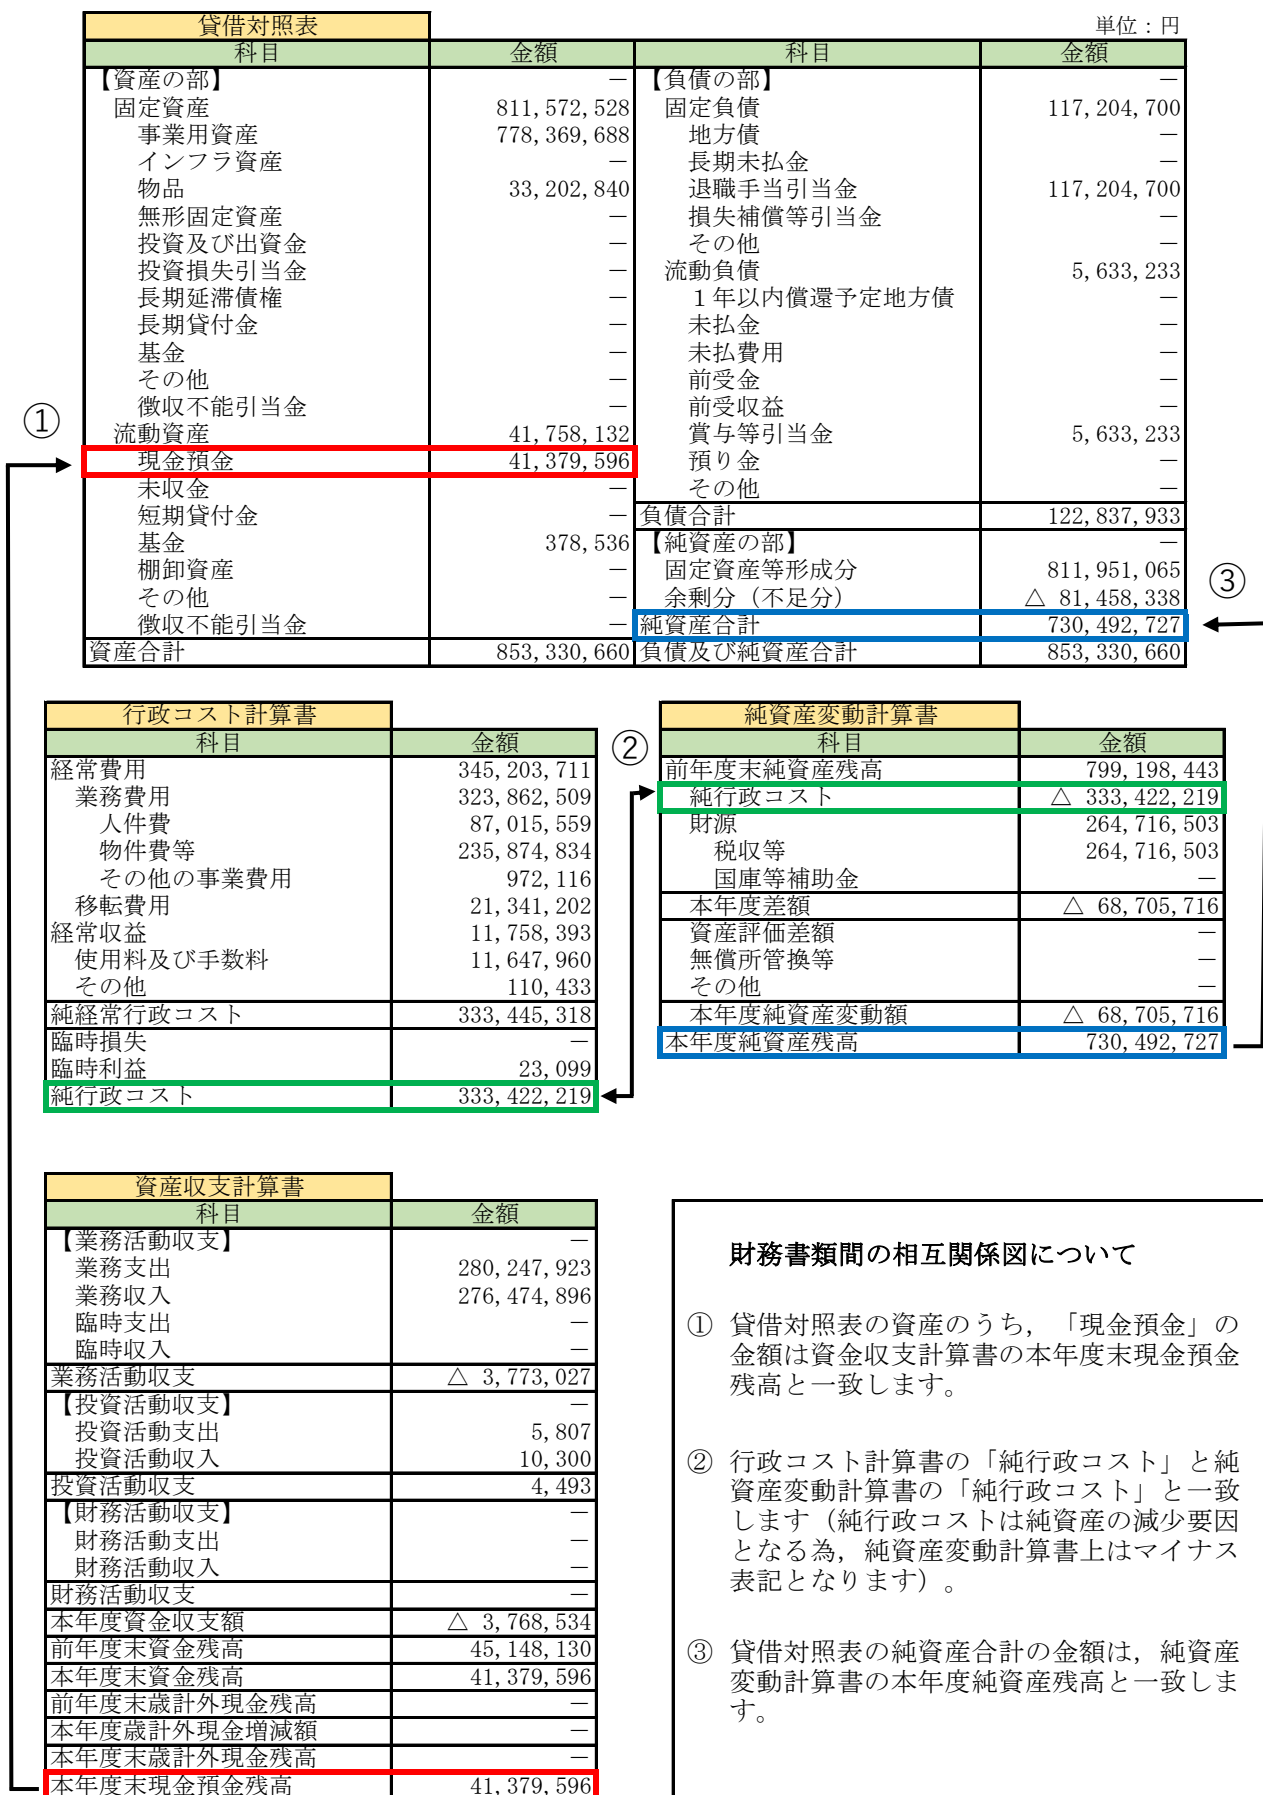 貸借対照表 単位：円
科目 金額 科目 金額
【資産の部】 － 【負債の部】 －
固定資産 811,572,528 固定負債 117,204,700
事業用資産 778,369,688 地方債 －
インフラ資産 － 長期未払金 －
物品 33,202,840 退職手当引当金 117,204,700
無形固定資産 － 損失補償等引当金 －
投資及び出資金 － その他 －
投資損失引当金 － 流動負債 5,633,233
長期延滞債権 － １年以内償還予定地方債 －
長期貸付金 － 未払金 －
基金 － 未払費用 －
その他 － 前受金 －
徴収不能引当金 － 前受収益 －
① 流動資産 41,758,132 賞与等引当金 5,633,233
現金預金 41,379,596 預り金 －
未収金 － その他 －
短期貸付金 － 負債合計 122,837,933
基金 378,536 【純資産の部】 －
棚卸資産 － 固定資産等形成分 811,951,065
その他 － 余剰分（不足分） △ 81,458,338 ③
徴収不能引当金 － 純資産合計 730,492,727
資産合計 853,330,660 負債及び純資産合計 853,330,660
行政コスト計算書
科目 金額
経常費用 345,203,711
業務費用 323,862,509
人件費 87,015,559
物件費等 235,874,834
その他の事業費用 972,116
移転費用 21,341,202
経常収益 11,758,393
使用料及び手数料 11,647,960
その他 110,433
純経常行政コスト 333,445,318
臨時損失 －
臨時利益 23,099
純行政コスト 333,422,219
②
純資産変動計算書
科目 金額
前年度末純資産残高 799,198,443
純行政コスト △ 333,422,219
財源 264,716,503
税収等 264,716,503
国庫等補助金 －
本年度差額 △ 68,705,716
資産評価差額 －
無償所管換等 －
その他 －
本年度純資産変動額 △ 68,705,716
本年度純資産残高 730,492,727
資産収支計算書
科目 金額
【業務活動収支】 －
業務支出 280,247,923
業務収入 276,474,896
臨時支出 －
臨時収入 －
業務活動収支 △ 3,773,027
【投資活動収支】 －
投資活動支出 5,807
投資活動収入 10,300
投資活動収支 4,493
【財務活動収支】 －
財務活動支出 －
財務活動収入 －
財務活動収支 －
本年度資金収支額 △ 3,768,534
前年度末資金残高 45,148,130
本年度末資金残高 41,379,596
前年度末歳計外現金残高 －
本年度歳計外現金増減額 －
本年度末歳計外現金残高 －
本年度末現金預金残高 41,379,596
財務書類間の相互関係図について
① 貸借対照表の資産のうち，「現金預金」の
金額は資金収支計算書の本年度末現金預金
残高と一致します。
② 行政コスト計算書の「純行政コスト」と純
資産変動計算書の「純行政コスト」と一致
します（純行政コストは純資産の減少要因
となる為，純資産変動計算書上はマイナス
表記となります）。
③ 貸借対照表の純資産合計の金額は，純資産
変動計算書の本年度純資産残高と一致しま
す。